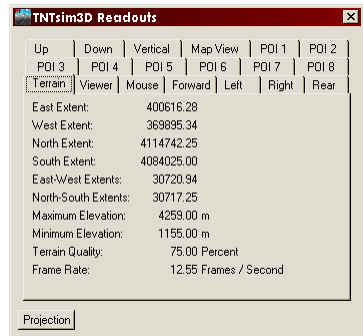 TNTsim3D Readouts
Up Down Vertical Map View POI 1 POI 2
POI 3 POI 4 POI 5 POI 6 POI 7 POI 8
Terrain Viewer Mouse Forward Left Right Rear
East Extent: 400616.28
West Extent: 369895.34
North Extent: 4114742.25
South Extent: 4084025.00
East-West Extents: 30720.94
North-South Extents: 30717.25
Maximum Elevation: 4259.00 m
Minimum Elevation: 1155.00 m
Terrain Quality: 75.00 Percent
Frame Rate: 12.55 Frames / Second
Projection